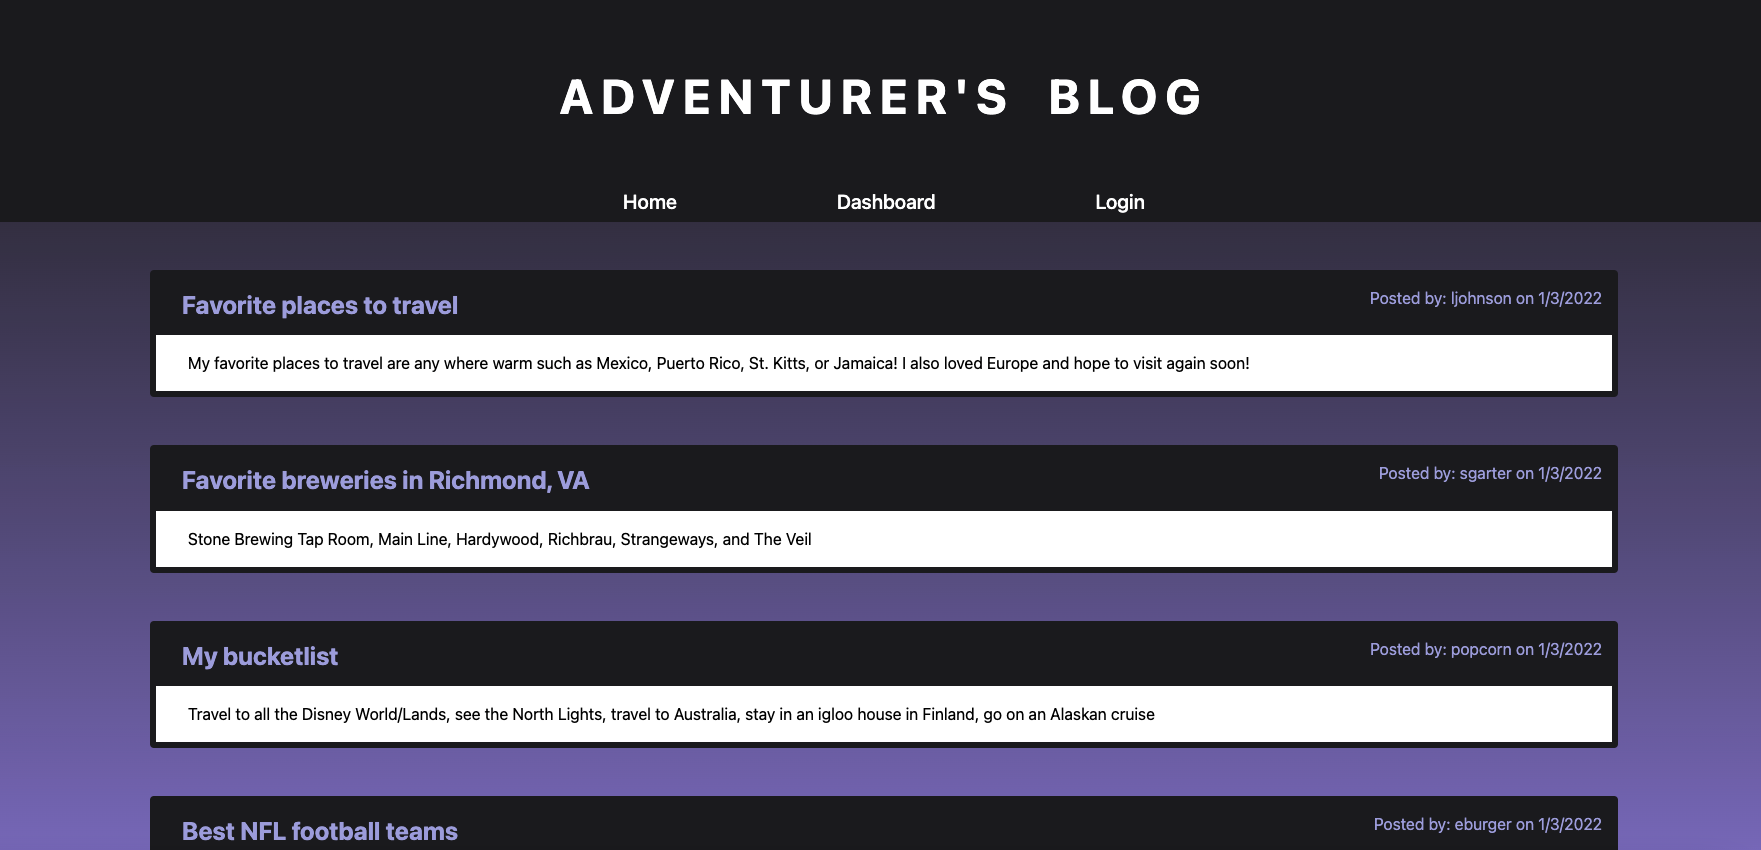 ADVENTURER'S BLOG
Home Dashboard Login
Favorite places to travel
Posted by: ljohnson on 1/3/2022
My favorite places to travel are any where warm such as Mexico, Puerto Rico, St. Kitts, or Jamaica! I also loved Europe and hope to visit again soon!
Favorite breweries in Richmond, VA
Posted by: sgarter on 1/3/2022
Stone Brewing Tap Room, Main Line, Hardywood, Richbrau, Strangeways, and The Veil
My bucketlist
Posted by: popcorn on 1/3/2022
Travel to all the Disney World/Lands, see the North Lights, travel to Australia, stay in an igloo house in Finland, go on an Alaskan cruise
Best NFL football teams
Posted by: eburger on 1/3/2022